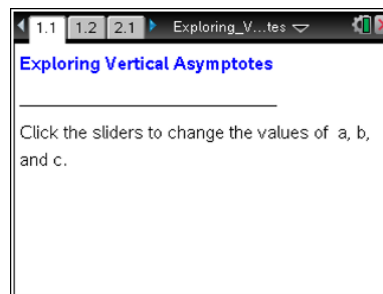 1.1 1.2 2.1 Exploring_V...tes
Exploring Vertical Asymptotes
Click the sliders to change the values of a, b,
and c.